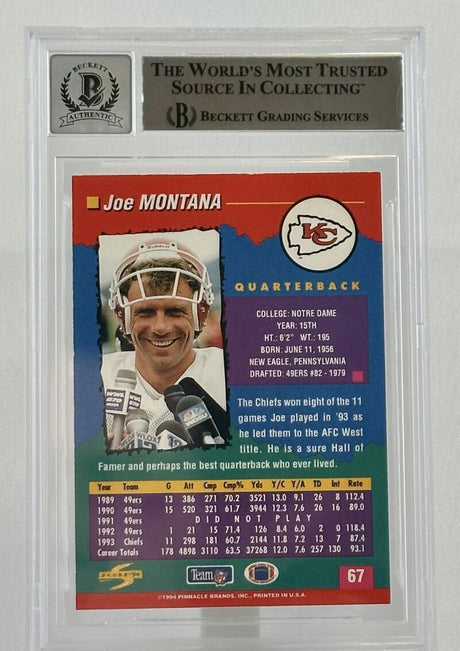 BECKETT
B
AUTHENTIC
THE WORLD'S MOST TRUSTED
SOURCE IN COLLECTING™
B BECKETT GRADING SERVICES
Joe MONTANA
KC
QUARTERBACK
COLLEGE: NOTRE DAME
YEAR: 15TH
HT.: 6'2" WT.: 195
BORN: JUNE 11, 1956
NEW EAGLE, PENNSYLVANIA
DRAFTED: 49ERS #82 - 1979
The Chiefs won eight of the 11
games Joe played in '93 as
he led them to the AFC West
title. He is a sure Hall of
Famer and perhaps the best quarterback who ever lived.
Year Team G Att Cmp Cmp% Yds Y/C Y/A TD Int Rate
1989 49ers 13 386 271 70.2 3521 13.0 9.1 26 8 112.4
1990 49ers 15 520 321 61.7 3944 12.3 7.6 26 16 89.0
1991 49ers DID NOT PLAY
1992 49ers 1 21 15 71.4 126 8.4 6.0 2 0 118.4
1993 Chiefs 11 298 181 60.7 2144 11.8 7.2 13 7 87.4
Career Totals 178 4898 3110 63.5 37268 12.0 7.6 257 130 93.1
SCORE '94
Team NFL
67
©1994 PINNACLE BRANDS, INC., PRINTED IN U.S.A.